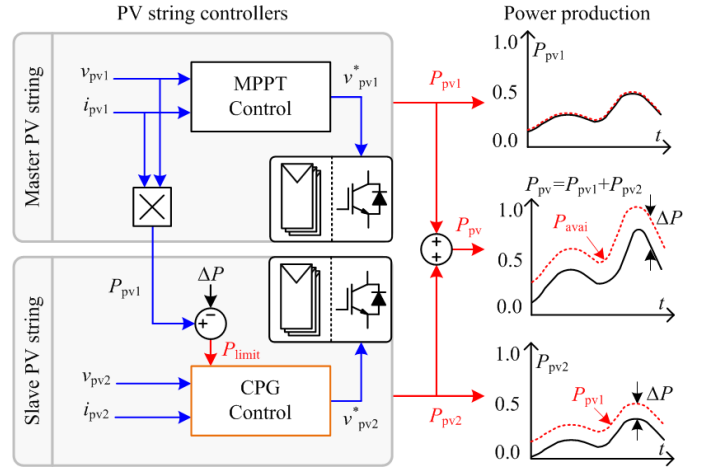 PV string controllers
Power production
Master PV string
v_pv1
i_pv1
MPPT
Control
v*_pv1
P_pv1
1.0
P_pv1
0.5
0.0
t
P_pv1
ΔP
+
−
P_limit
+
+
P_pv
P_pv=P_pv1+P_pv2
1.0
P_avai
ΔP
0.5
0.0
t
Slave PV string
v_pv2
i_pv2
CPG
Control
v*_pv2
P_pv2
1.0
P_pv2
P_pv1
ΔP
0.5
0.0
t